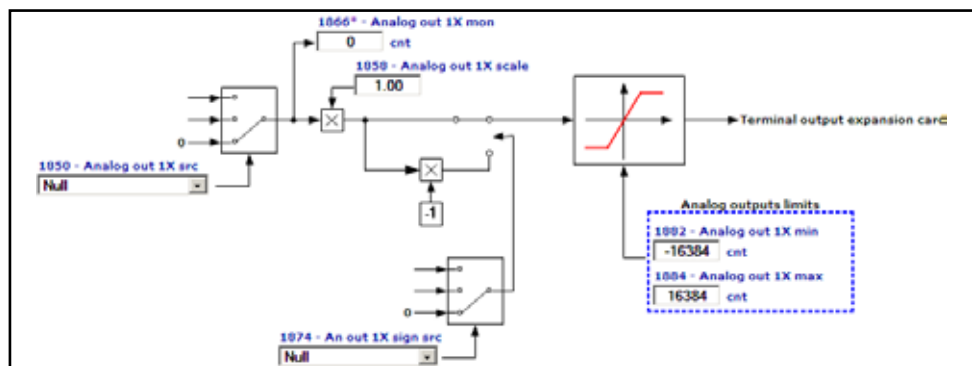 1866* - Analog out 1X mon
0 cnt
1858 - Analog out 1X scale
1.00
Terminal output expansion card
0
1850 - Analog out 1X src
Null
-1
Analog outputs limits
1882 - Analog out 1X min
-16384 cnt
1884 - Analog out 1X max
16384 cnt
0
1874 - An out 1X sign src
Null